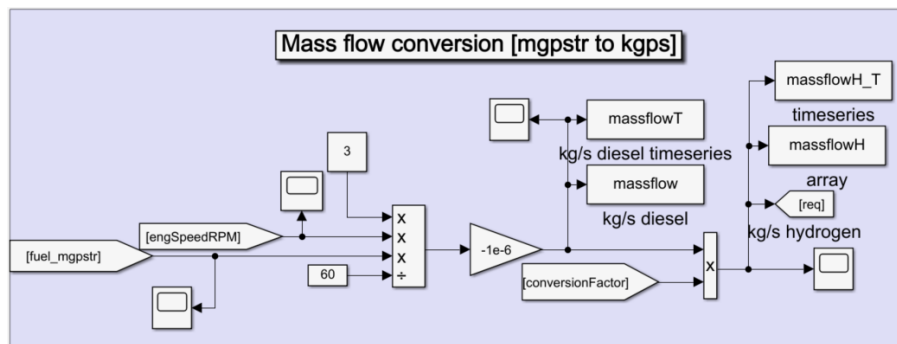 Mass flow conversion [mgpstr to kgps]
massflowH_T
timeseries
massflowT
kg/s diesel timeseries
massflowH
array
massflow
kg/s diesel
[req]
kg/s hydrogen
3
[engSpeedRPM]
[fuel_mgpstr]
60
X
X
X
÷
-1e-6
[conversionFactor]
X